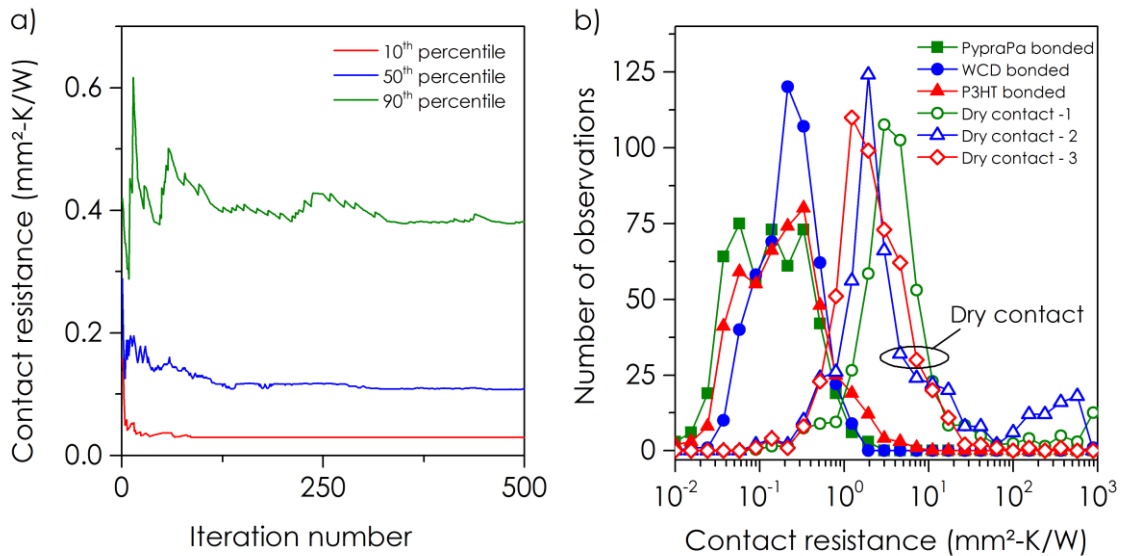 a)
Contact resistance (mm²-K/W)
0.6
0.4
0.2
0.0
0
250
500
Iteration number
10th percentile
50th percentile
90th percentile
b)
Number of observations
125
100
75
50
25
0
10-2
10-1
100
101
102
103
Contact resistance (mm²-K/W)
PypraPa bonded
WCD bonded
P3HT bonded
Dry contact -1
Dry contact - 2
Dry contact - 3
Dry contact